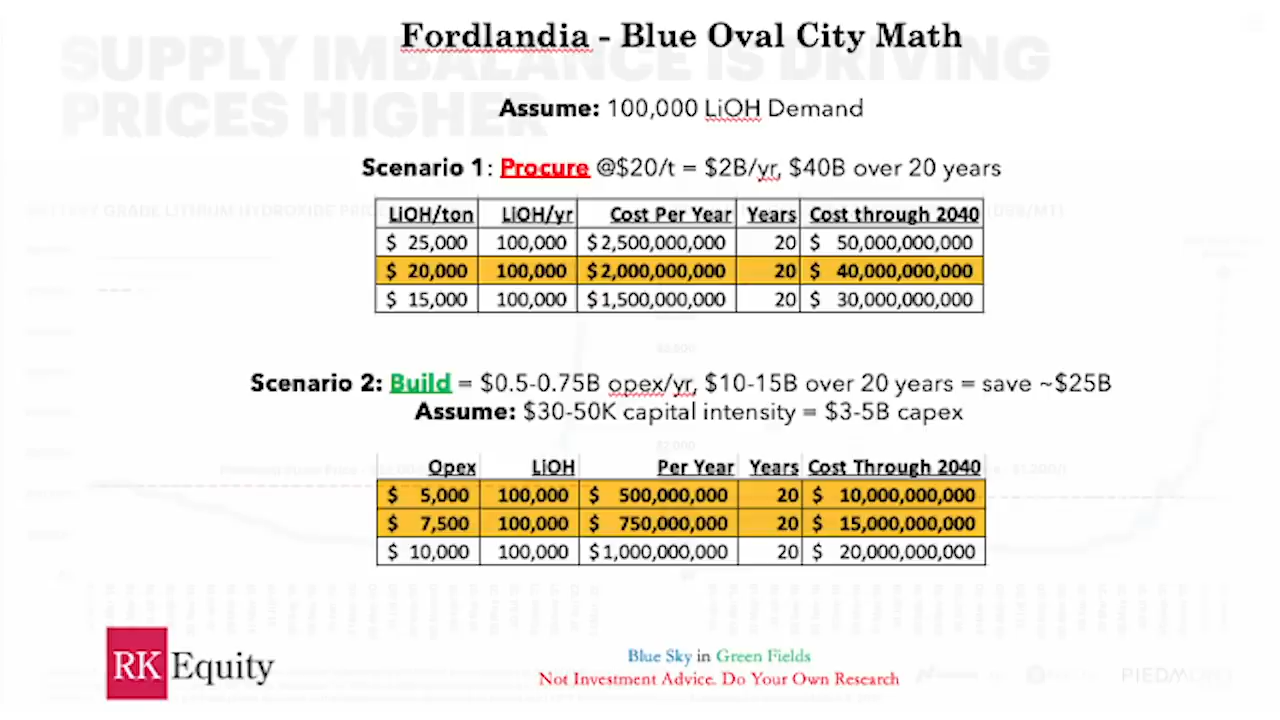 Fordlandia - Blue Oval City Math
SUPPLY IMBALANCE IS DRIVING
PRICES HIGHER
Assume: 100,000 LiOH Demand
Scenario 1: Procure @$20/t = $2B/yr, $40B over 20 years
LiOH/ton LiOH/yr Cost Per Year Years Cost through 2040
$ 25,000 100,000 $2,500,000,000 20 $ 50,000,000,000
$ 20,000 100,000 $2,000,000,000 20 $ 40,000,000,000
$ 15,000 100,000 $1,500,000,000 20 $ 30,000,000,000
Scenario 2: Build = $0.5-0.75B opex/yr, $10-15B over 20 years = save ~$25B
Assume: $30-50K capital intensity = $3-5B capex
Opex LiOH Per Year Years Cost Through 2040
$ 5,000 100,000 $ 500,000,000 20 $ 10,000,000,000
$ 7,500 100,000 $ 750,000,000 20 $ 15,000,000,000
$ 10,000 100,000 $1,000,000,000 20 $ 20,000,000,000
RK Equity
Blue Sky in Green Fields
Not Investment Advice. Do Your Own Research
PIEDMONT